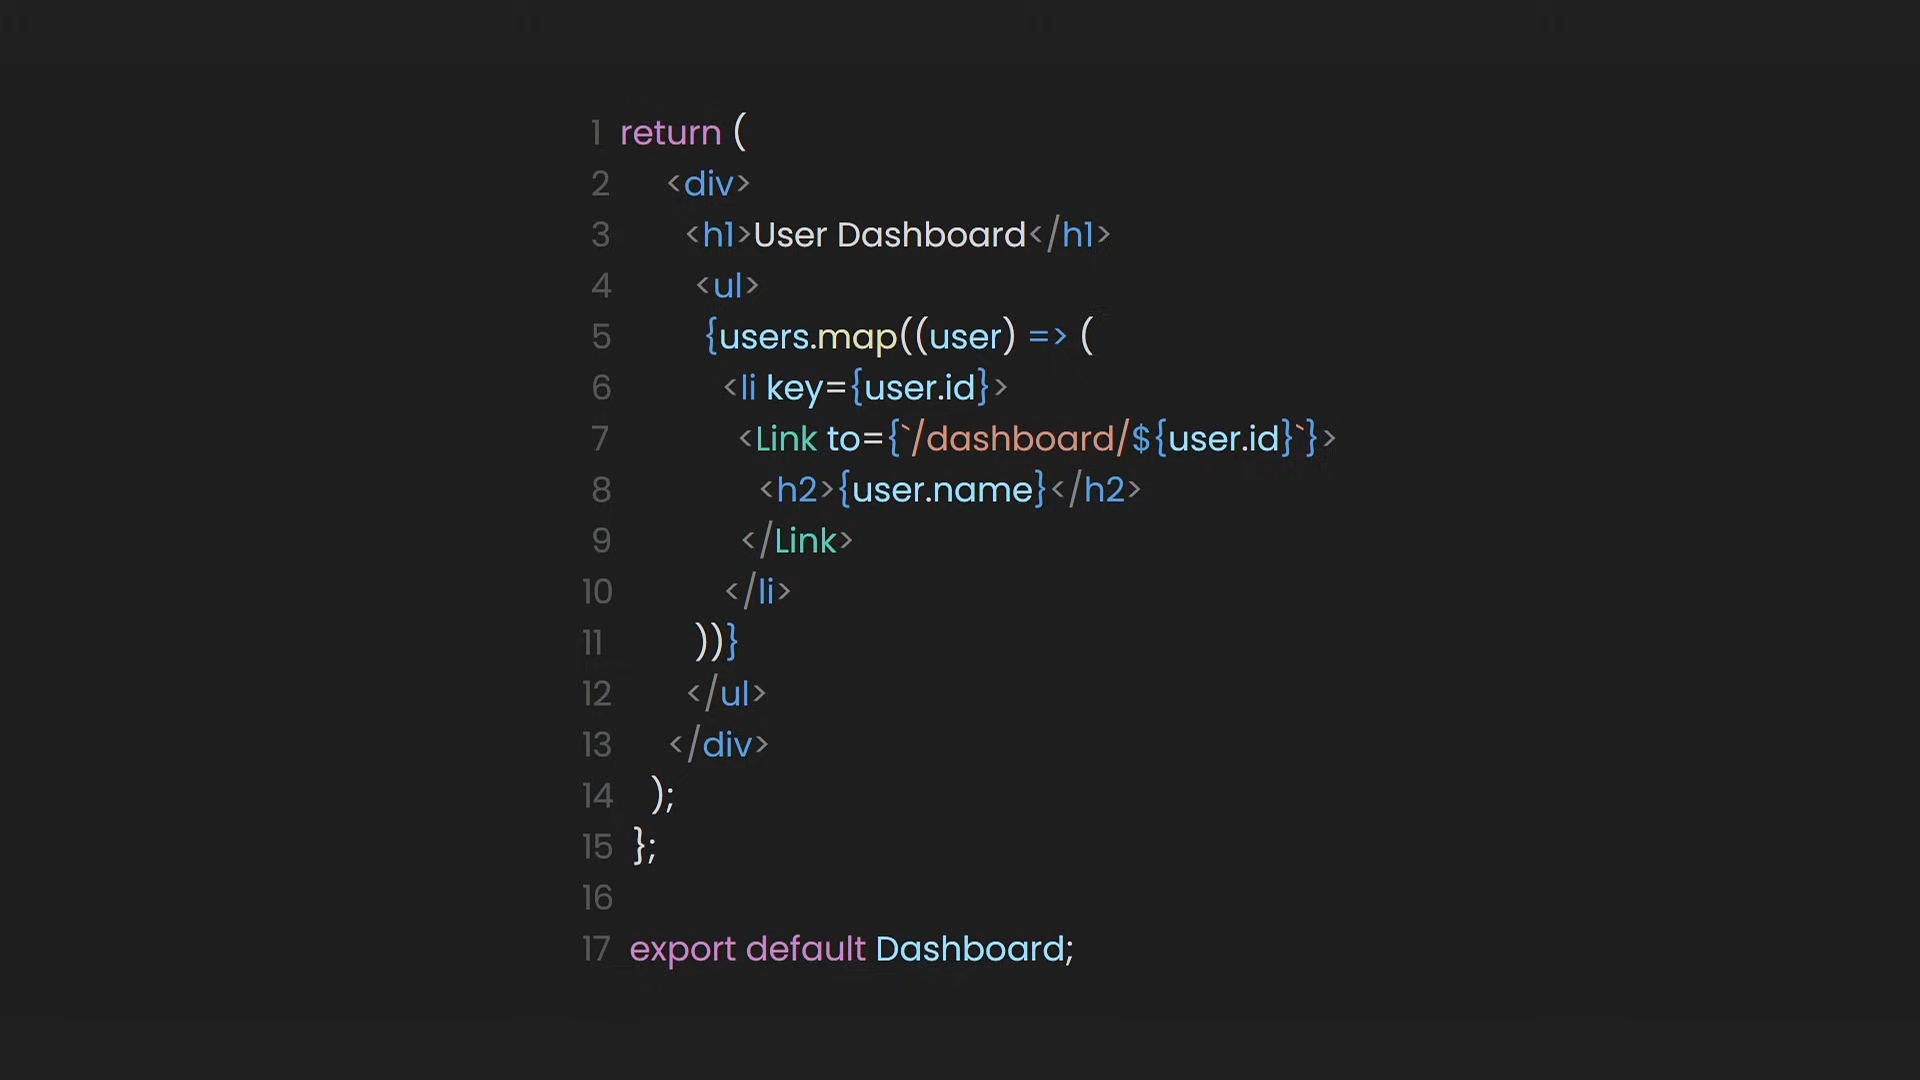 1 return (
2 <div>
3 <h1>User Dashboard</h1>
4 <ul>
5 {users.map((user) => (
6 <li key={user.id}>
7 <Link to={`/dashboard/${user.id}`}>
8 <h2>{user.name}</h2>
9 </Link>
10 </li>
11 ))}
12 </ul>
13 </div>
14 );
15 };
16
17 export default Dashboard;